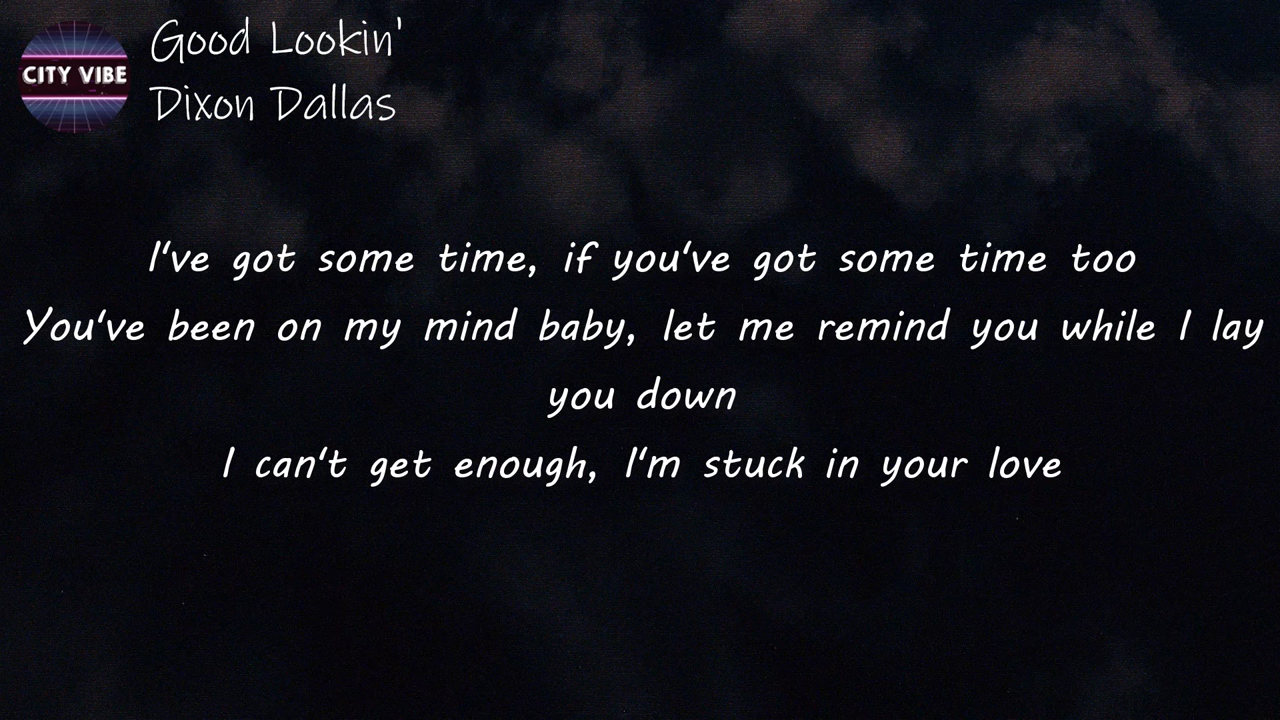 CITY VIBE
Good Lookin'
Dixon Dallas
I've got some time, if you've got some time too
You've been on my mind baby, let me remind you while I lay
you down
I can't get enough, I'm stuck in your love